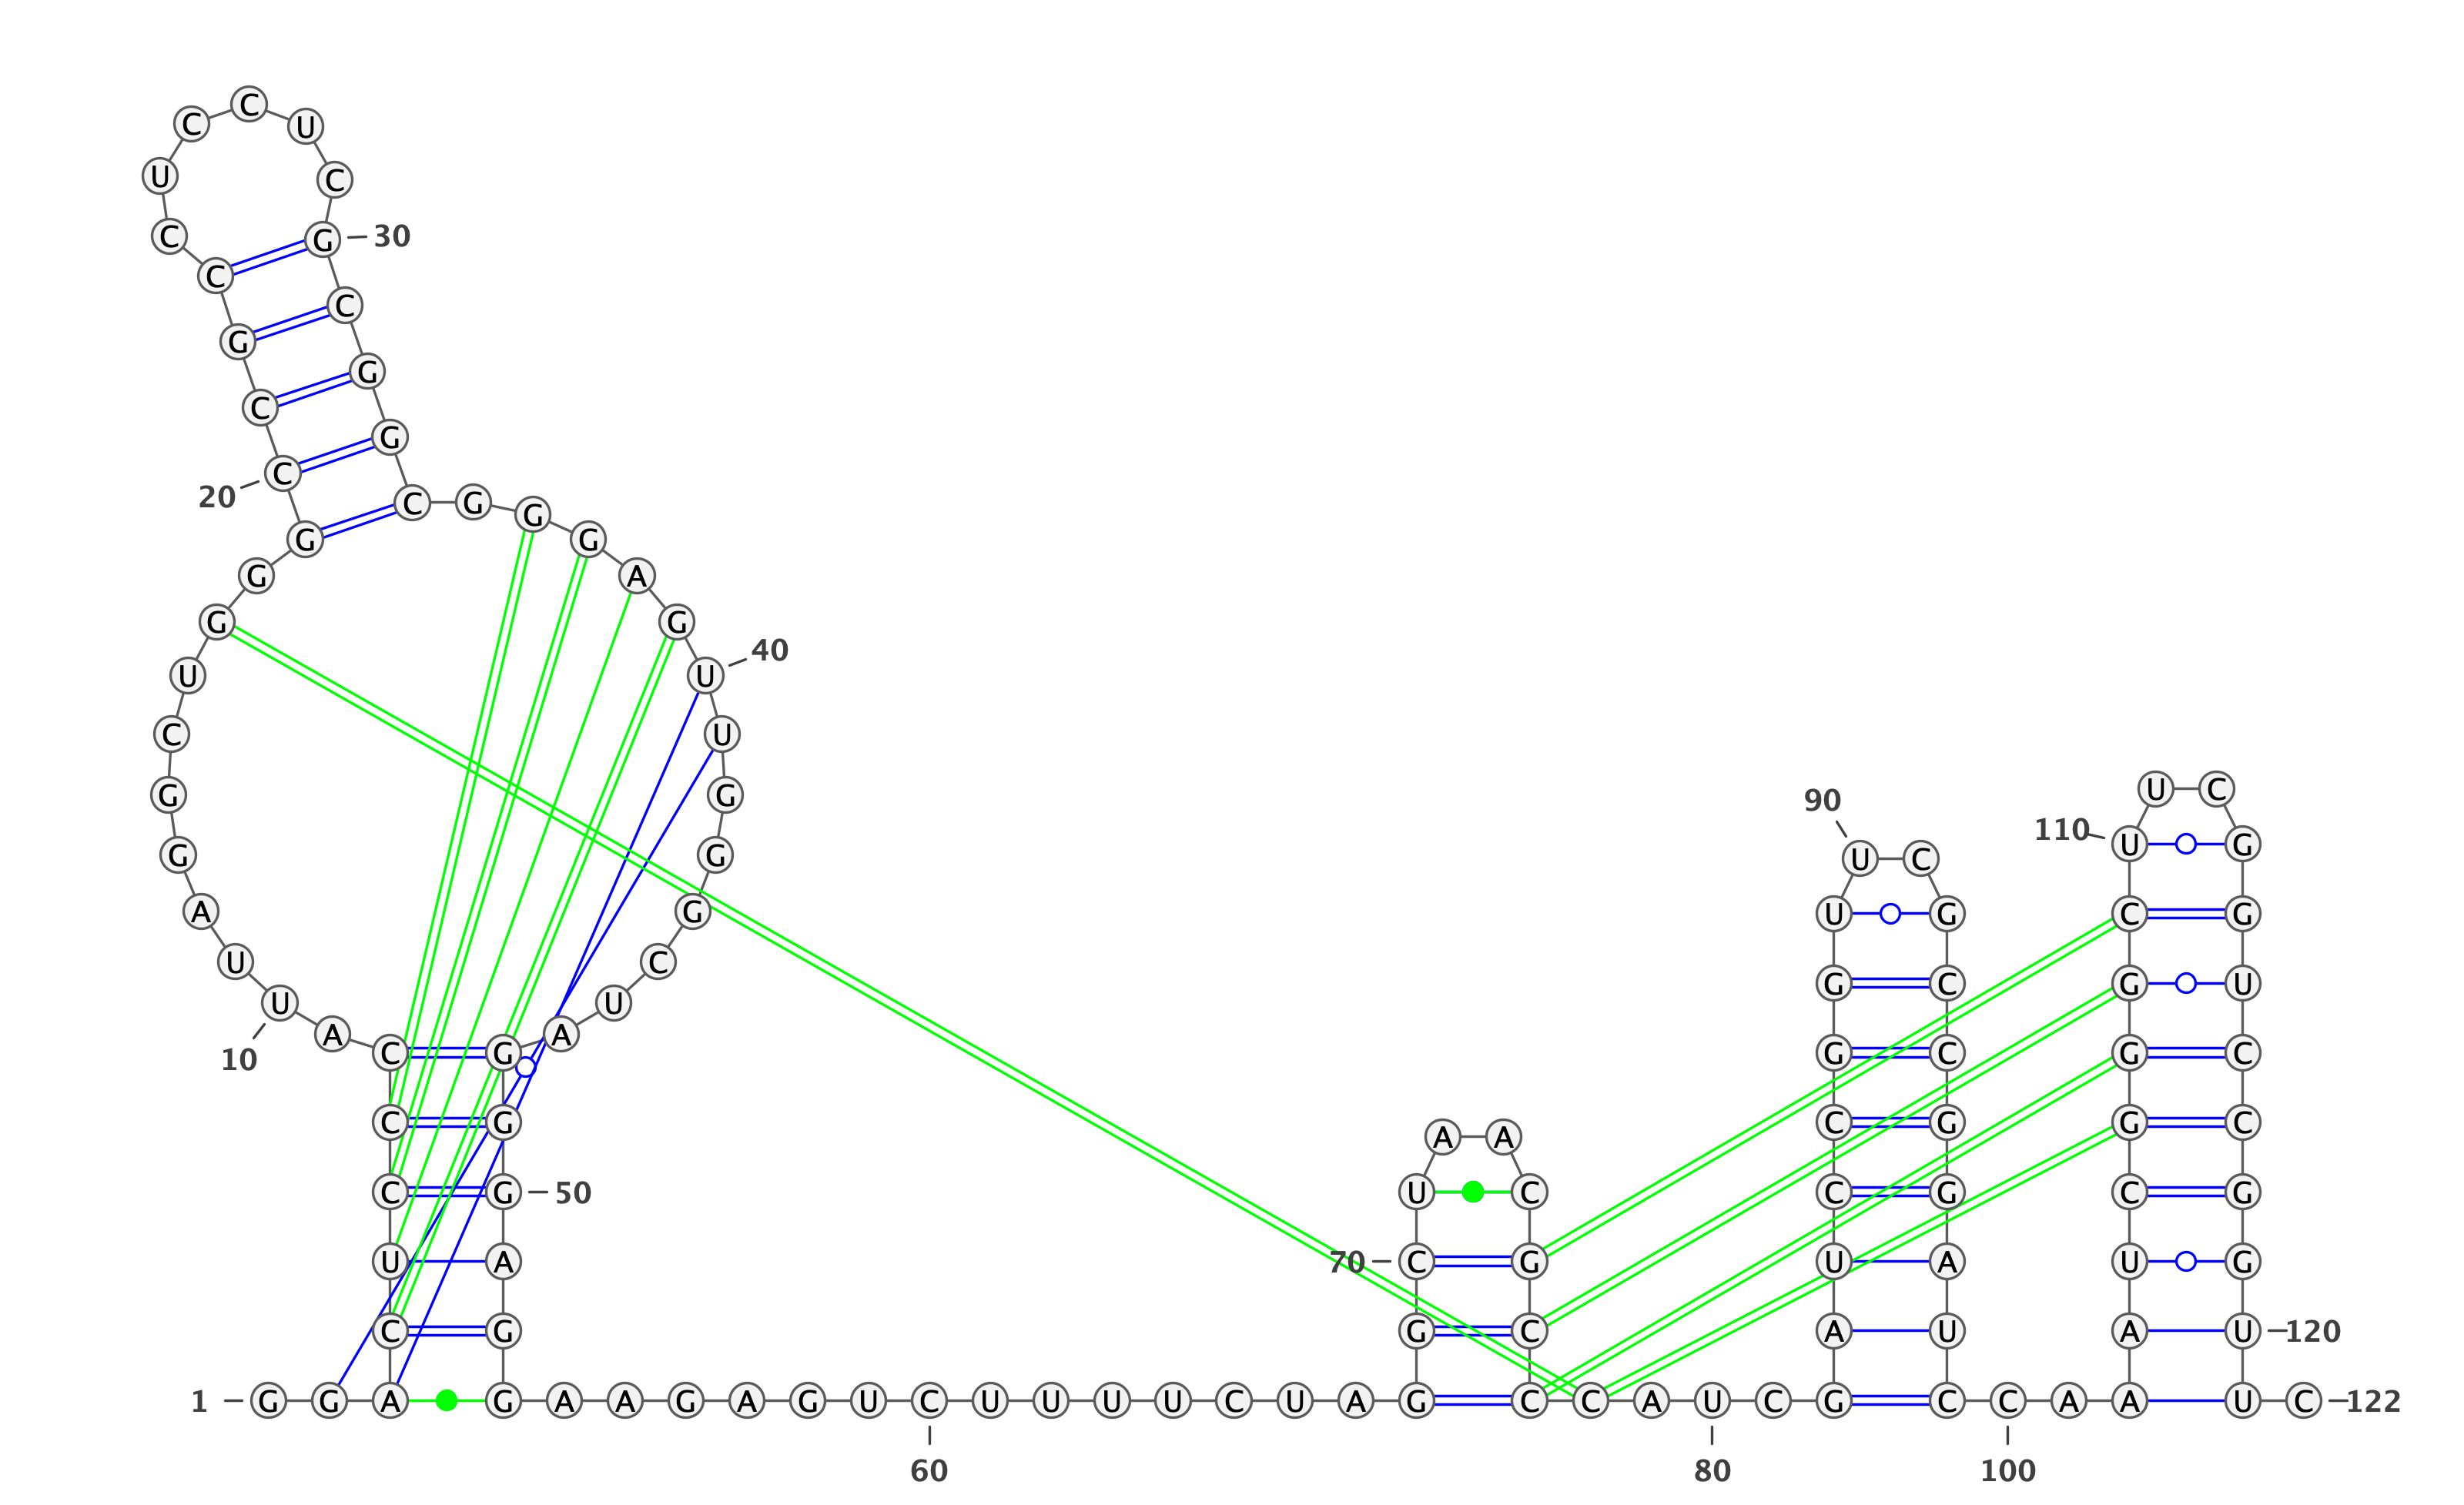 C
C U
U C
C G 30
C
C
G
G
C
G
C
20 C G G
G G
G A
G G
40
U U
C U
G G U C
90
110 U G
G G U C
A G U G C G
U C
G C G U
U U
A A
C G G C G C
10
C G C G G C
A A
C G 50 U C C G C G
U A 70 C G U A U G
C G G C A U A U 120
1 G G A G A A G A G U C U U U U C U A G C C A U C G C C A A U C 122
60 80 100